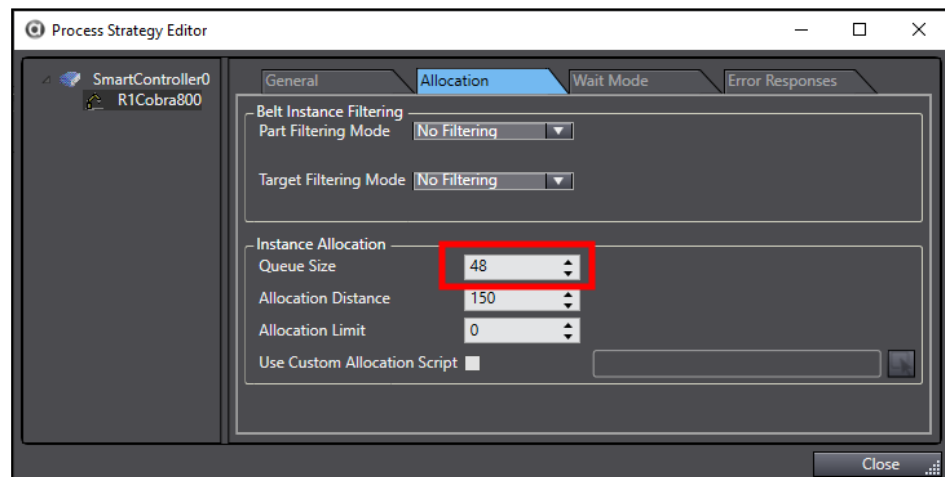 Process Strategy Editor
SmartController0
R1Cobra800
General Allocation Wait Mode Error Responses
Belt Instance Filtering
Part Filtering Mode No Filtering
Target Filtering Mode No Filtering
Instance Allocation
Queue Size 48
Allocation Distance 150
Allocation Limit 0
Use Custom Allocation Script
Close